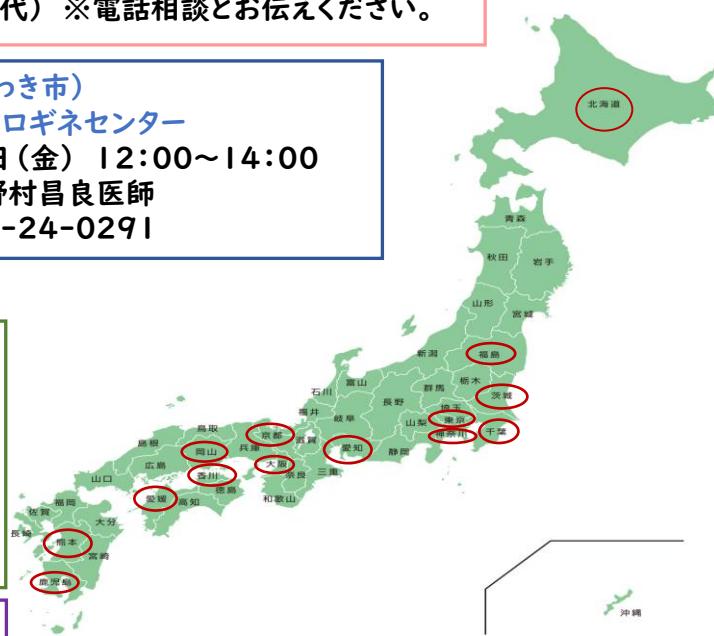 代） ※電話相談とお伝えください。
わき市）
ロギネセンター
日（金） 12：00～14：00
野村昌良医師
-24-0291
北海道
青森
秋田
岩手
山形
宮城
新潟
福島
石川
富山
群馬
栃木
茨城
福井
岐阜
長野
埼玉
山梨
東京
神奈川
千葉
鳥取
京都
滋賀
愛知
静岡
島根
岡山
兵庫
大阪
奈良
三重
広島
香川
山口
愛媛
高知
徳島
和歌山
福岡
佐賀
大分
長崎
熊本
宮崎
鹿児島
沖縄